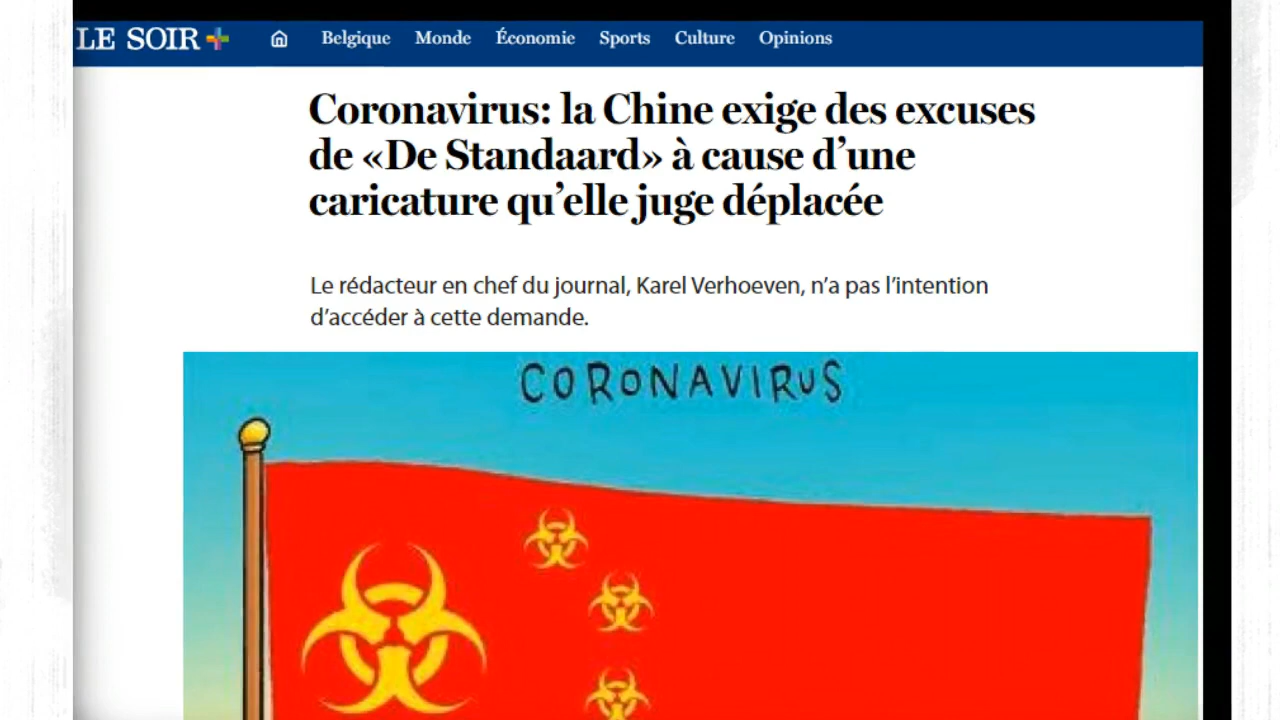 LE SOIR+
Belgique Monde Économie Sports Culture Opinions
Coronavirus: la Chine exige des excuses
de «De Standaard» à cause d’une
caricature qu’elle juge déplacée
Le rédacteur en chef du journal, Karel Verhoeven, n’a pas l’intention
d’accéder à cette demande.
CORONAVIRUS